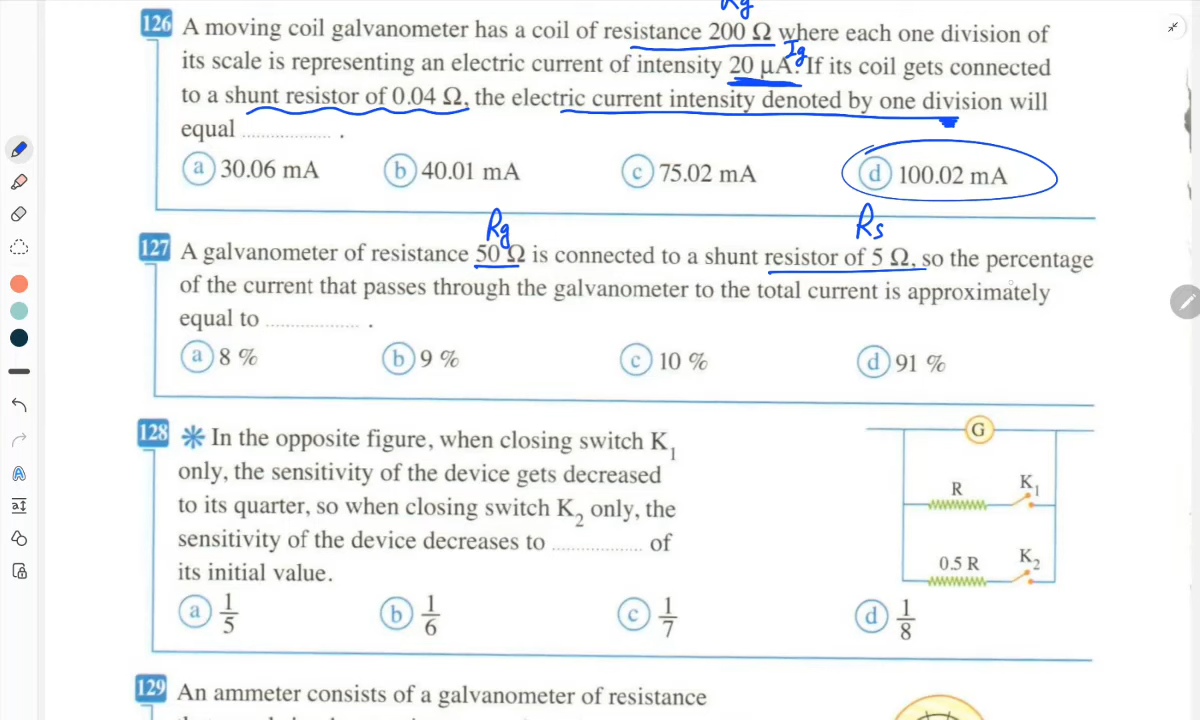 Rg
126 A moving coil galvanometer has a coil of resistance 200 Ω where each one division of
Ig
its scale is representing an electric current of intensity 20 μA. If its coil gets connected
to a shunt resistor of 0.04 Ω, the electric current intensity denoted by one division will
equal .................. .
a 30.06 mA b 40.01 mA c 75.02 mA d 100.02 mA
Rg Rs
127 A galvanometer of resistance 50 Ω is connected to a shunt resistor of 5 Ω, so the percentage
of the current that passes through the galvanometer to the total current is approximately
equal to .................. .
a 8 % b 9 % c 10 % d 91 %
128 * In the opposite figure, when closing switch K₁
only, the sensitivity of the device gets decreased
to its quarter, so when closing switch K₂ only, the
sensitivity of the device decreases to .................. of
its initial value.
a 1/5 b 1/6 c 1/7 d 1/8
G
R K₁
0.5 R K₂
129 An ammeter consists of a galvanometer of resistance